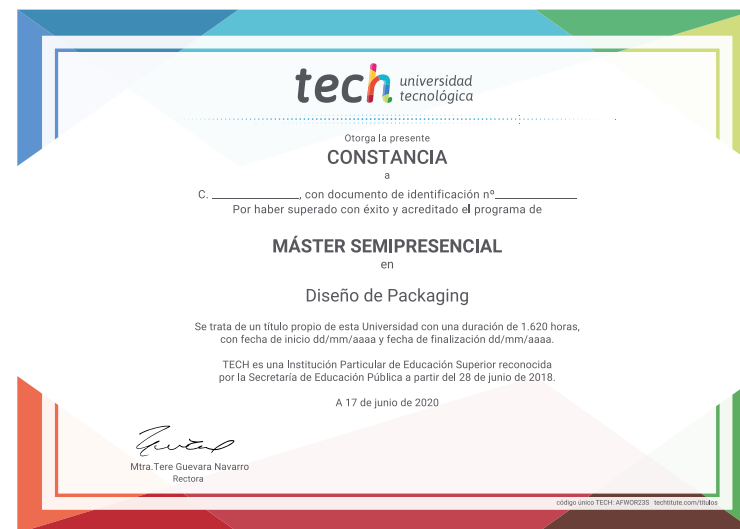 tech universidad
tecnológica
Otorga la presente
CONSTANCIA
a
C. ____________, con documento de identificación nº____________
Por haber superado con éxito y acreditado el programa de
MÁSTER SEMIPRESENCIAL
en
Diseño de Packaging
Se trata de un título propio de esta Universidad con una duración de 1.620 horas,
con fecha de inicio dd/mm/aaaa y fecha de finalización dd/mm/aaaa.
TECH es una Institución Particular de Educación Superior reconocida
por la Secretaría de Educación Pública a partir del 28 de junio de 2018.
A 17 de junio de 2020
Mtra.Tere Guevara Navarro
Rectora
código único TECH: AFWOR23S techtitute.com/titulos